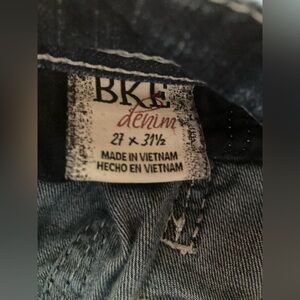 BKE
denim
27 x 31½
MADE IN VIETNAM
HECHO EN VIETNAM